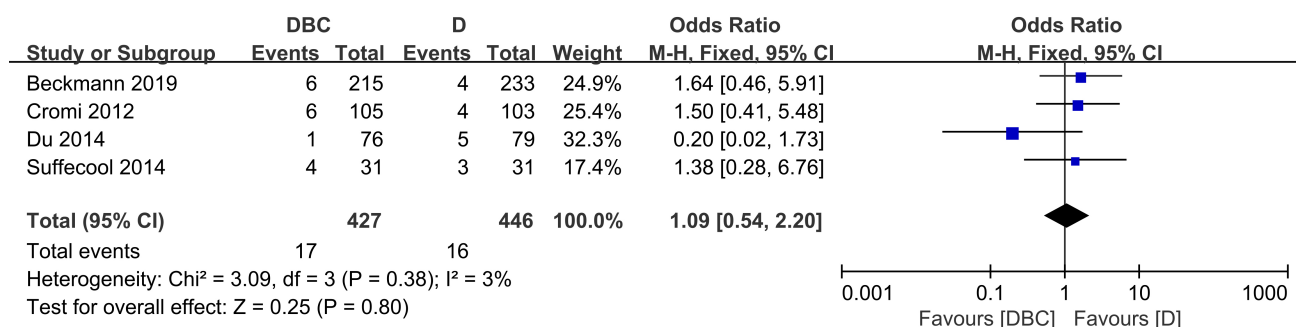 DBC D Odds Ratio Odds Ratio
Study or Subgroup Events Total Events Total Weight M-H, Fixed, 95% CI M-H, Fixed, 95% CI
Beckmann 2019 6 215 4 233 24.9% 1.64 [0.46, 5.91]
Cromi 2012 6 105 4 103 25.4% 1.50 [0.41, 5.48]
Du 2014 1 76 5 79 32.3% 0.20 [0.02, 1.73]
Suffecool 2014 4 31 3 31 17.4% 1.38 [0.28, 6.76]
Total (95% CI) 427 446 100.0% 1.09 [0.54, 2.20]
Total events 17 16
Heterogeneity: Chi² = 3.09, df = 3 (P = 0.38); I² = 3%
Test for overall effect: Z = 0.25 (P = 0.80)
0.001 0.1 1 10 1000
Favours [DBC] Favours [D]